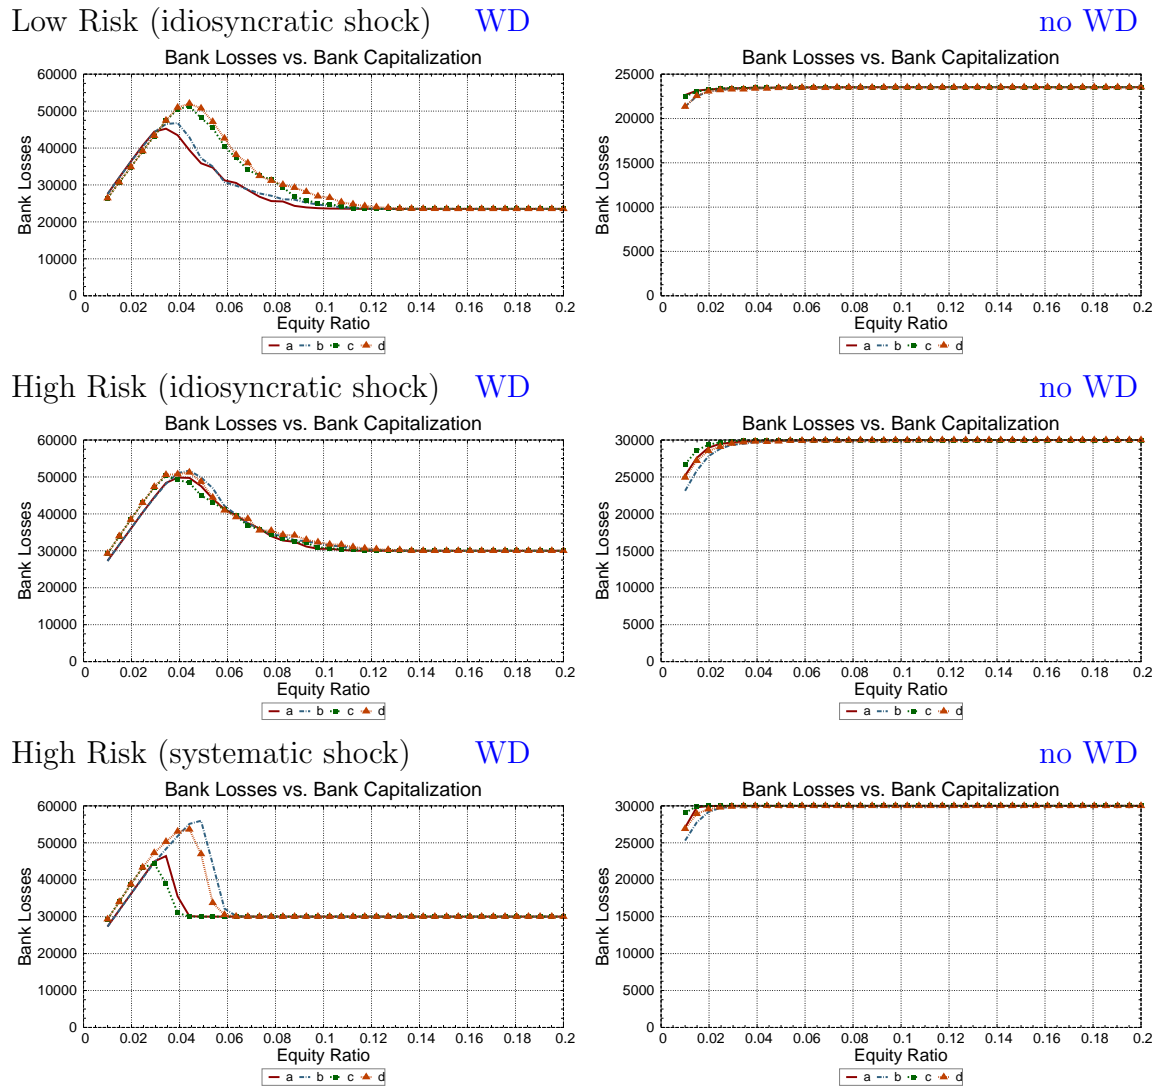 Low Risk (idiosyncratic shock) WD no WD
Bank Losses vs. Bank Capitalization
Bank Losses
60000
50000
40000
30000
20000
10000
0
0 0.02 0.04 0.06 0.08 0.1 0.12 0.14 0.16 0.18 0.2
Equity Ratio
a b c d
Bank Losses vs. Bank Capitalization
Bank Losses
25000
20000
15000
10000
5000
0
0 0.02 0.04 0.06 0.08 0.1 0.12 0.14 0.16 0.18 0.2
Equity Ratio
a b c d
High Risk (idiosyncratic shock) WD no WD
Bank Losses vs. Bank Capitalization
Bank Losses
60000
50000
40000
30000
20000
10000
0
0 0.02 0.04 0.06 0.08 0.1 0.12 0.14 0.16 0.18 0.2
Equity Ratio
a b c d
Bank Losses vs. Bank Capitalization
Bank Losses
30000
25000
20000
15000
10000
5000
0
0 0.02 0.04 0.06 0.08 0.1 0.12 0.14 0.16 0.18 0.2
Equity Ratio
a b c d
High Risk (systematic shock) WD no WD
Bank Losses vs. Bank Capitalization
Bank Losses
60000
50000
40000
30000
20000
10000
0
0 0.02 0.04 0.06 0.08 0.1 0.12 0.14 0.16 0.18 0.2
Equity Ratio
a b c d
Bank Losses vs. Bank Capitalization
Bank Losses
30000
25000
20000
15000
10000
5000
0
0 0.02 0.04 0.06 0.08 0.1 0.12 0.14 0.16 0.18 0.2
Equity Ratio
a b c d